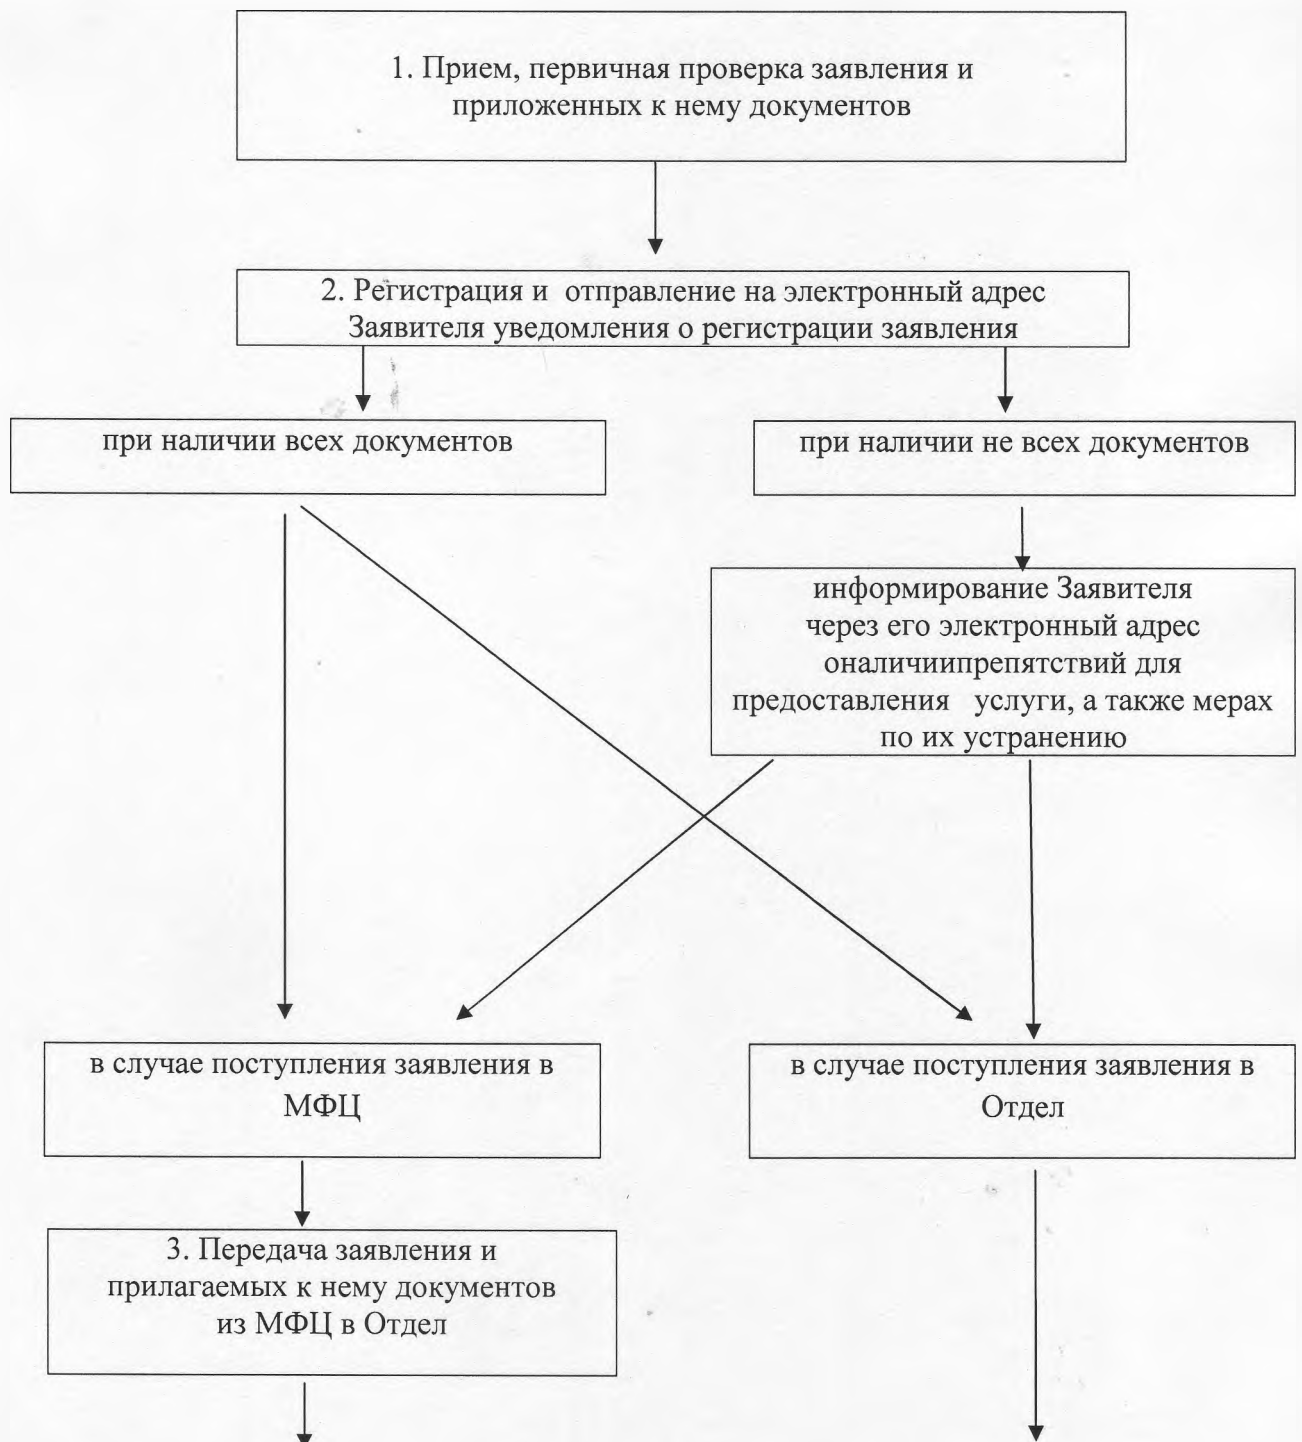 1. Прием, первичная проверка заявления и
приложенных к нему документов
2. Регистрация и отправление на электронный адрес
Заявителя уведомления о регистрации заявления
при наличии всех документов
при наличии не всех документов
информирование Заявителя
через его электронный адрес
оналичиипрепятствий для
предоставления услуги, а также мерах
по их устранению
в случае поступления заявления в
МФЦ
в случае поступления заявления в
Отдел
3. Передача заявления и
прилагаемых к нему документов
из МФЦ в Отдел